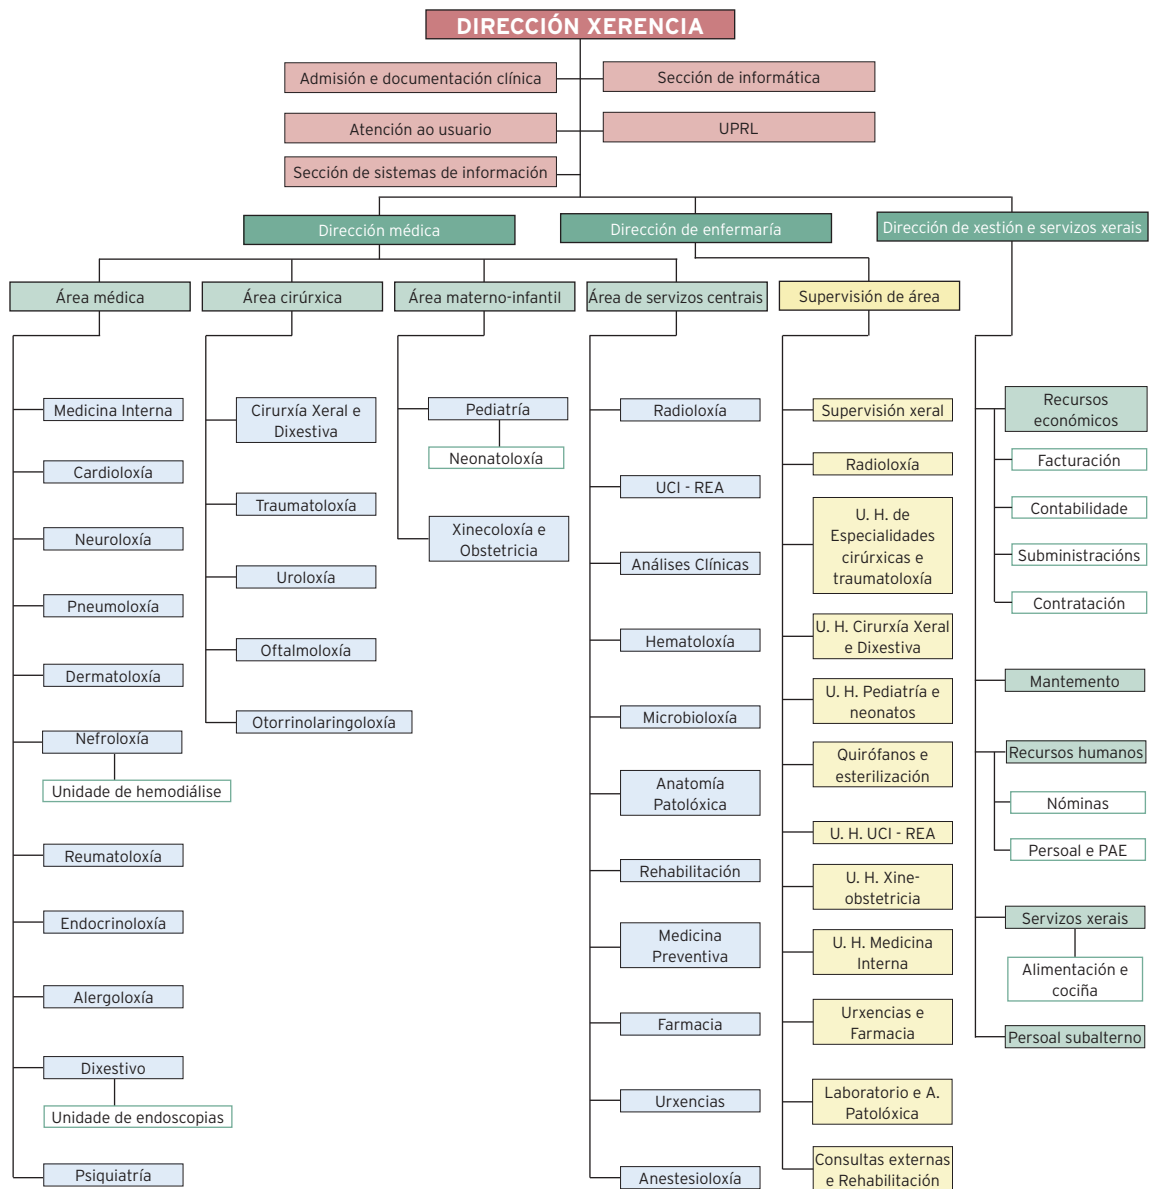 DIRECCIÓN XERENCIA
Admisión e documentación clínica
Sección de informática
Atención ao usuario
UPRL
Sección de sistemas de información
Dirección médica
Dirección de enfermaría
Dirección de xestión e servizos xerais
Área médica
Área cirúrxica
Área materno-infantil
Área de servizos centrais
Supervisión de área
Medicina Interna
Cardioloxía
Neuroloxía
Pneumoloxía
Dermatoloxía
Nefroloxía
Unidade de hemodiálise
Reumatoloxía
Endocrinoloxía
Alergoloxía
Dixestivo
Unidade de endoscopias
Psiquiatría
Cirurxía Xeral e
Dixestiva
Traumatoloxía
Uroloxía
Oftalmoloxía
Otorrinolaringoloxía
Pediatría
Neonatoloxía
Xinecoloxía e
Obstetricia
Radioloxía
UCI - REA
Análises Clínicas
Hematoloxía
Microbioloxía
Anatomía
Patolóxica
Rehabilitación
Medicina
Preventiva
Farmacia
Urxencias
Anestesioloxía
Supervisión xeral
Radioloxía
U. H. de
Especialidades
cirúrxicas e
traumatoloxía
U. H. Cirurxía Xeral
e Dixestiva
U. H. Pediatría e
neonatos
Quirófanos e
esterilización
U. H. UCI - REA
U. H. Xine-
obstetricia
U. H. Medicina
Interna
Urxencias e
Farmacia
Laboratorio e A.
Patolóxica
Consultas externas
e Rehabilitación
Recursos
económicos
Facturación
Contabilidade
Subministracións
Contratación
Mantemento
Recursos humanos
Nóminas
Persoal e PAE
Servizos xerais
Alimentación e
cociña
Persoal subalterno